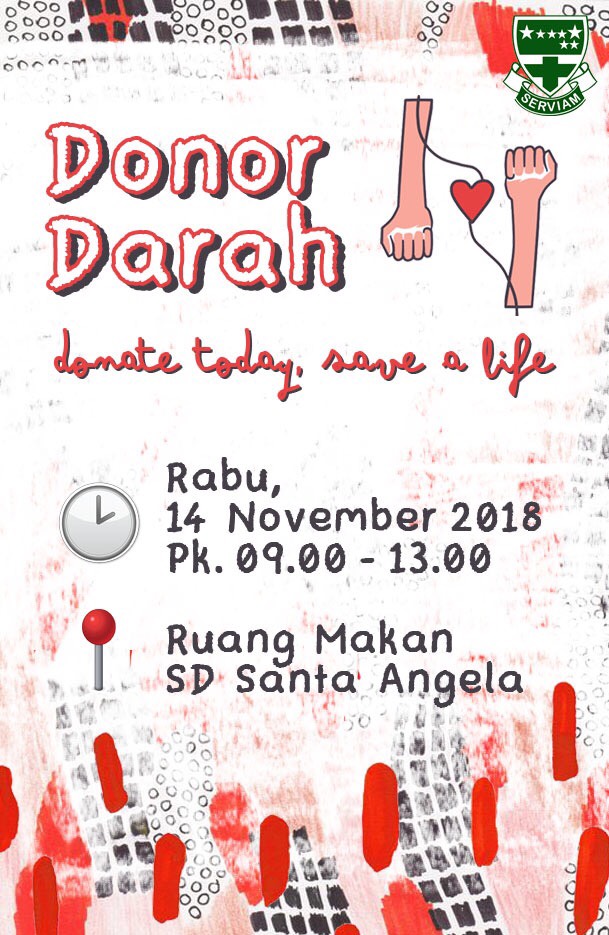 SERVIAM
Donor
Darah
donate today, save a life
Rabu,
14 November 2018
Pk. 09.00 - 13.00
Ruang Makan
SD Santa Angela